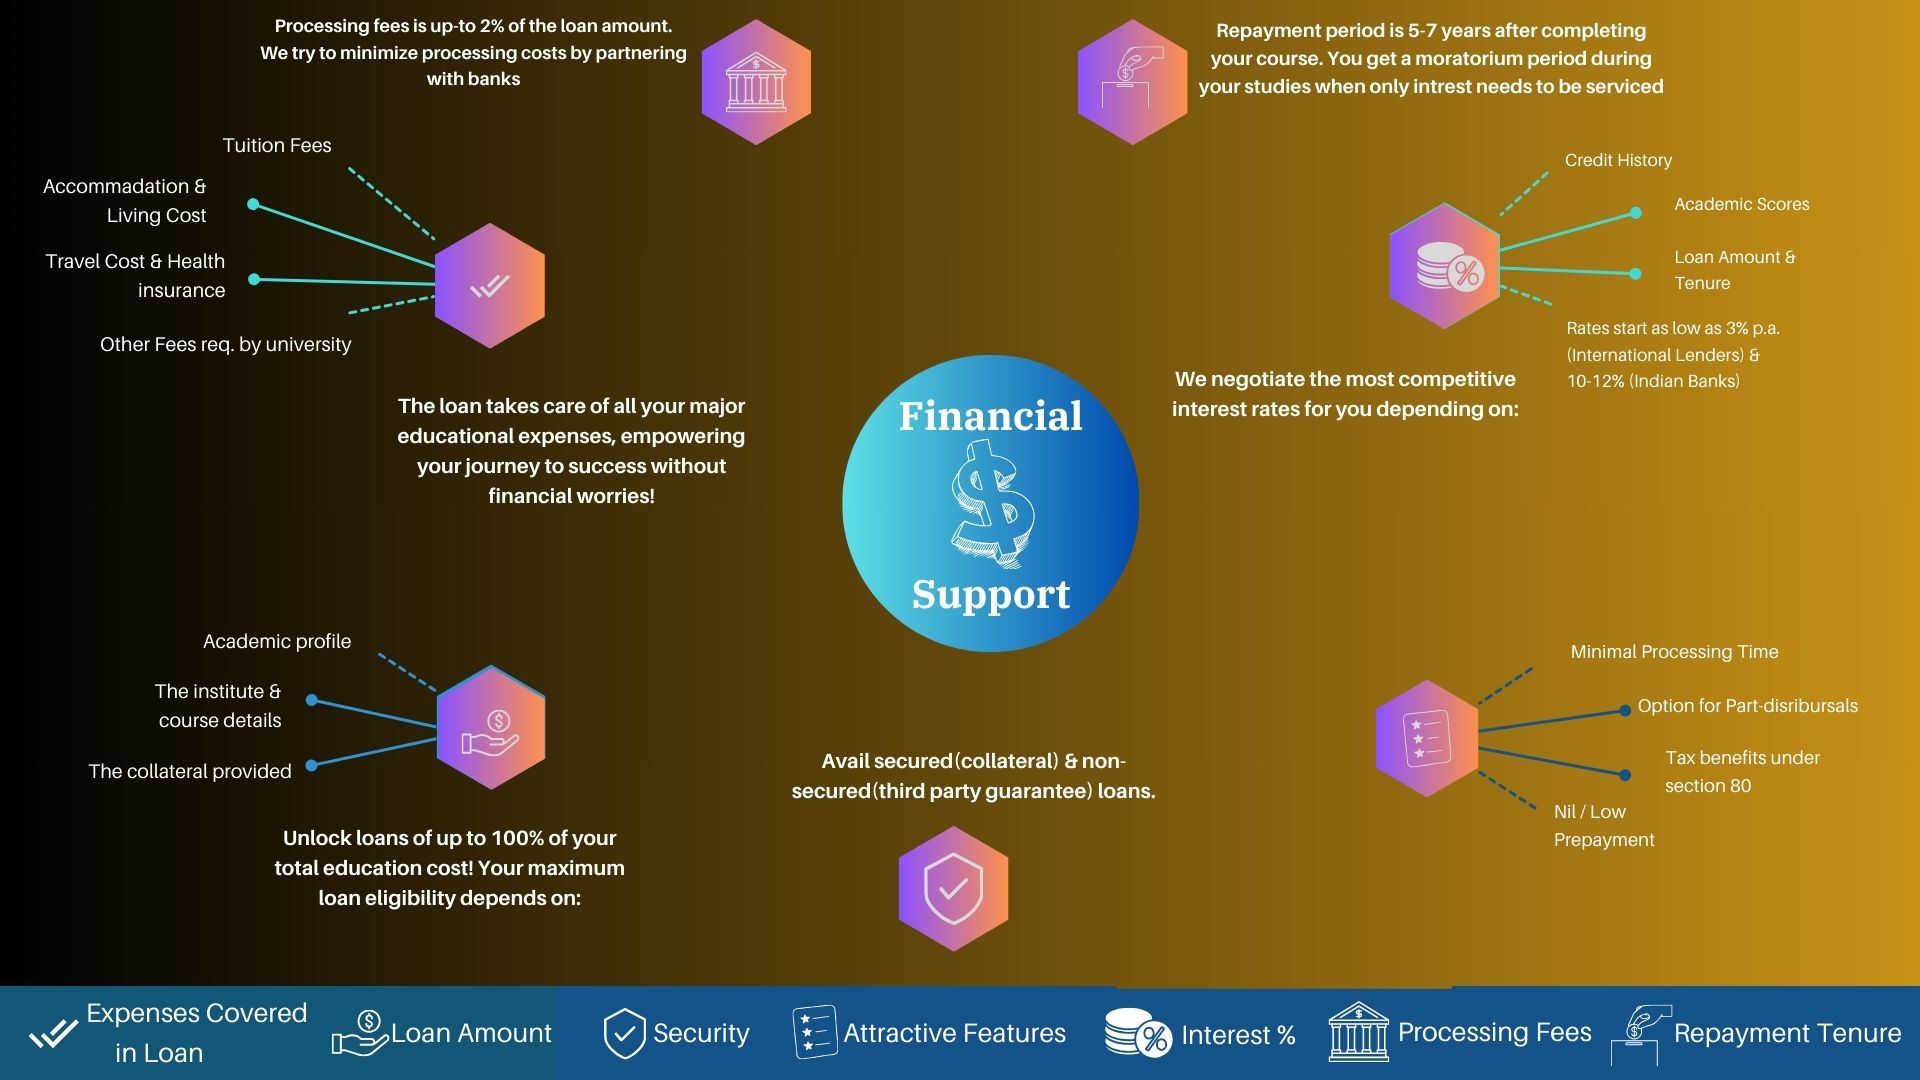 Processing fees is up-to 2% of the loan amount.
We try to minimize processing costs by partnering
with banks
Repayment period is 5-7 years after completing
your course. You get a moratorium period during
your studies when only intrest needs to be serviced
Tuition Fees
Accommadation &
Living Cost
Travel Cost & Health
insurance
Other Fees req. by university
The loan takes care of all your major
educational expenses, empowering
your journey to success without
financial worries!
Credit History
Academic Scores
Loan Amount &
Tenure
Rates start as low as 3% p.a.
(International Lenders) &
10-12% (Indian Banks)
We negotiate the most competitive
interest rates for you depending on:
Financial
$
Support
Academic profile
The institute &
course details
The collateral provided
Unlock loans of up to 100% of your
total education cost! Your maximum
loan eligibility depends on:
Avail secured(collateral) & non-
secured(third party guarantee) loans.
Minimal Processing Time
Option for Part-disribursals
Tax benefits under
section 80
Nil / Low
Prepayment
Expenses Covered
in Loan
Loan Amount
Security
Attractive Features
Interest %
Processing Fees
Repayment Tenure